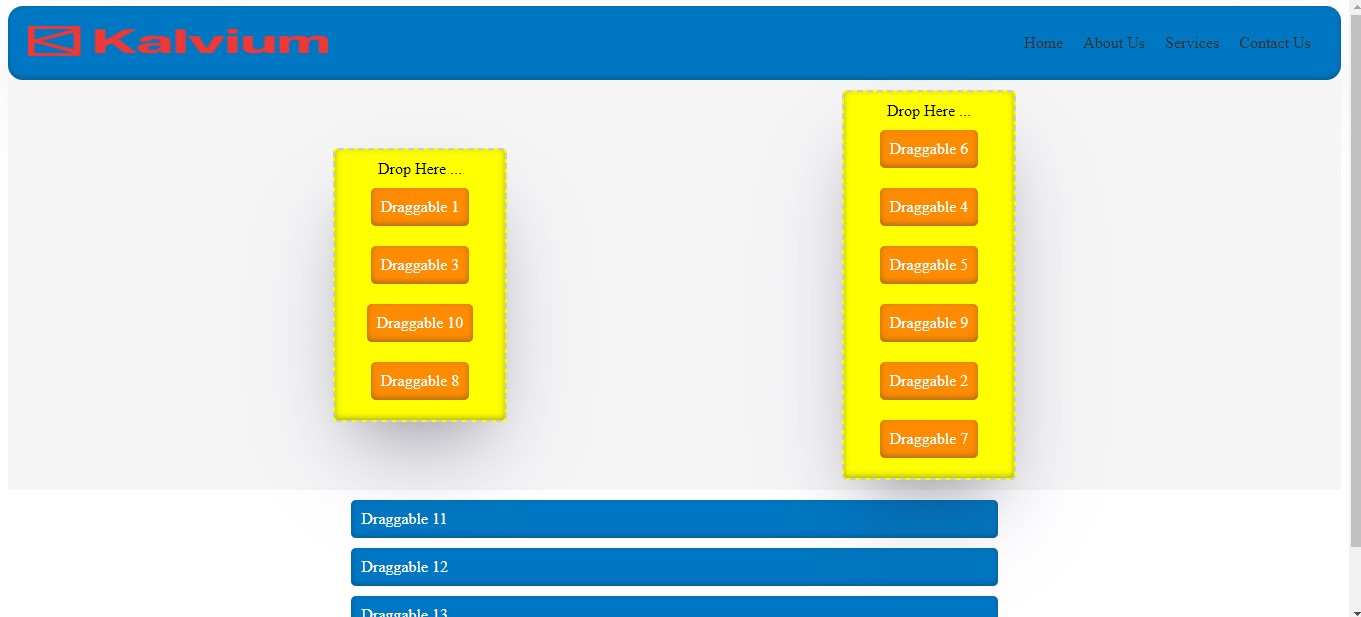 Kalvium
Home About Us Services Contact Us
Drop Here ...
Draggable 1
Draggable 3
Draggable 10
Draggable 8
Drop Here ...
Draggable 6
Draggable 4
Draggable 5
Draggable 9
Draggable 2
Draggable 7
Draggable 11
Draggable 12
Draggable 13